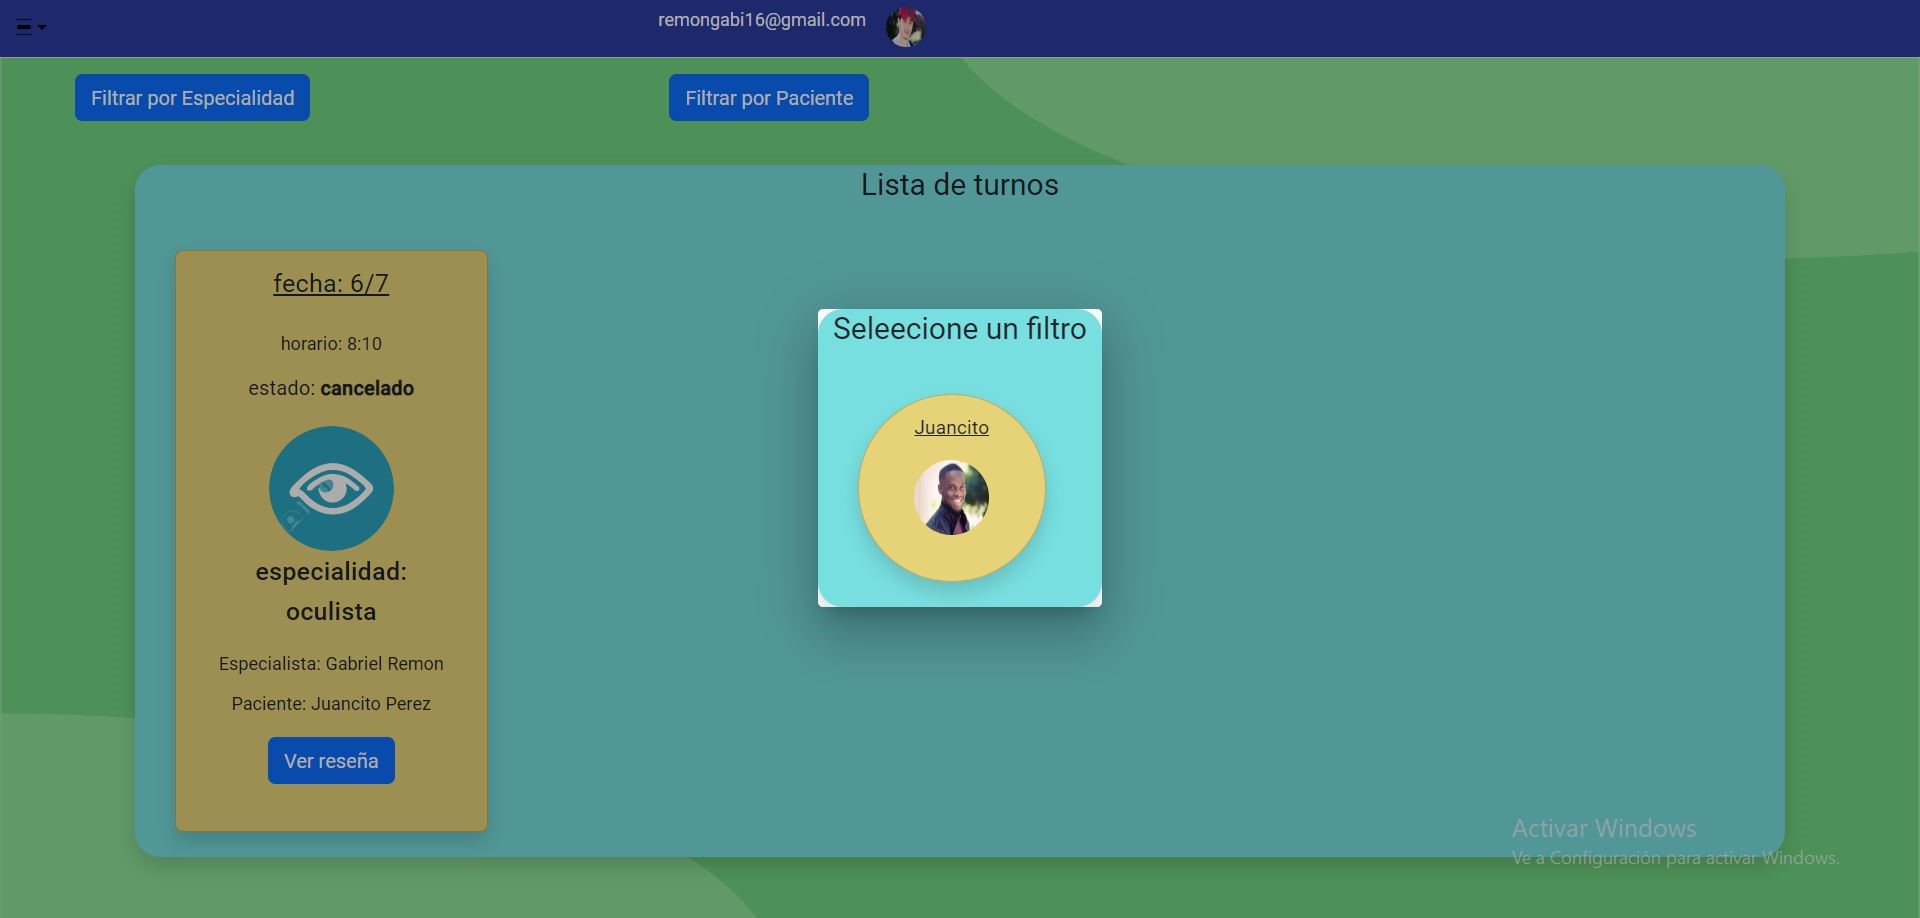 remongabi16@gmail.com
Filtrar por Especialidad
Filtrar por Paciente
Lista de turnos
fecha: 6/7
horario: 8:10
estado: cancelado
especialidad:
oculista
Especialista: Gabriel Remon
Paciente: Juancito Perez
Ver reseña
Seleecione un filtro
Juancito
Activar Windows
Ve a Configuración para activar Windows.